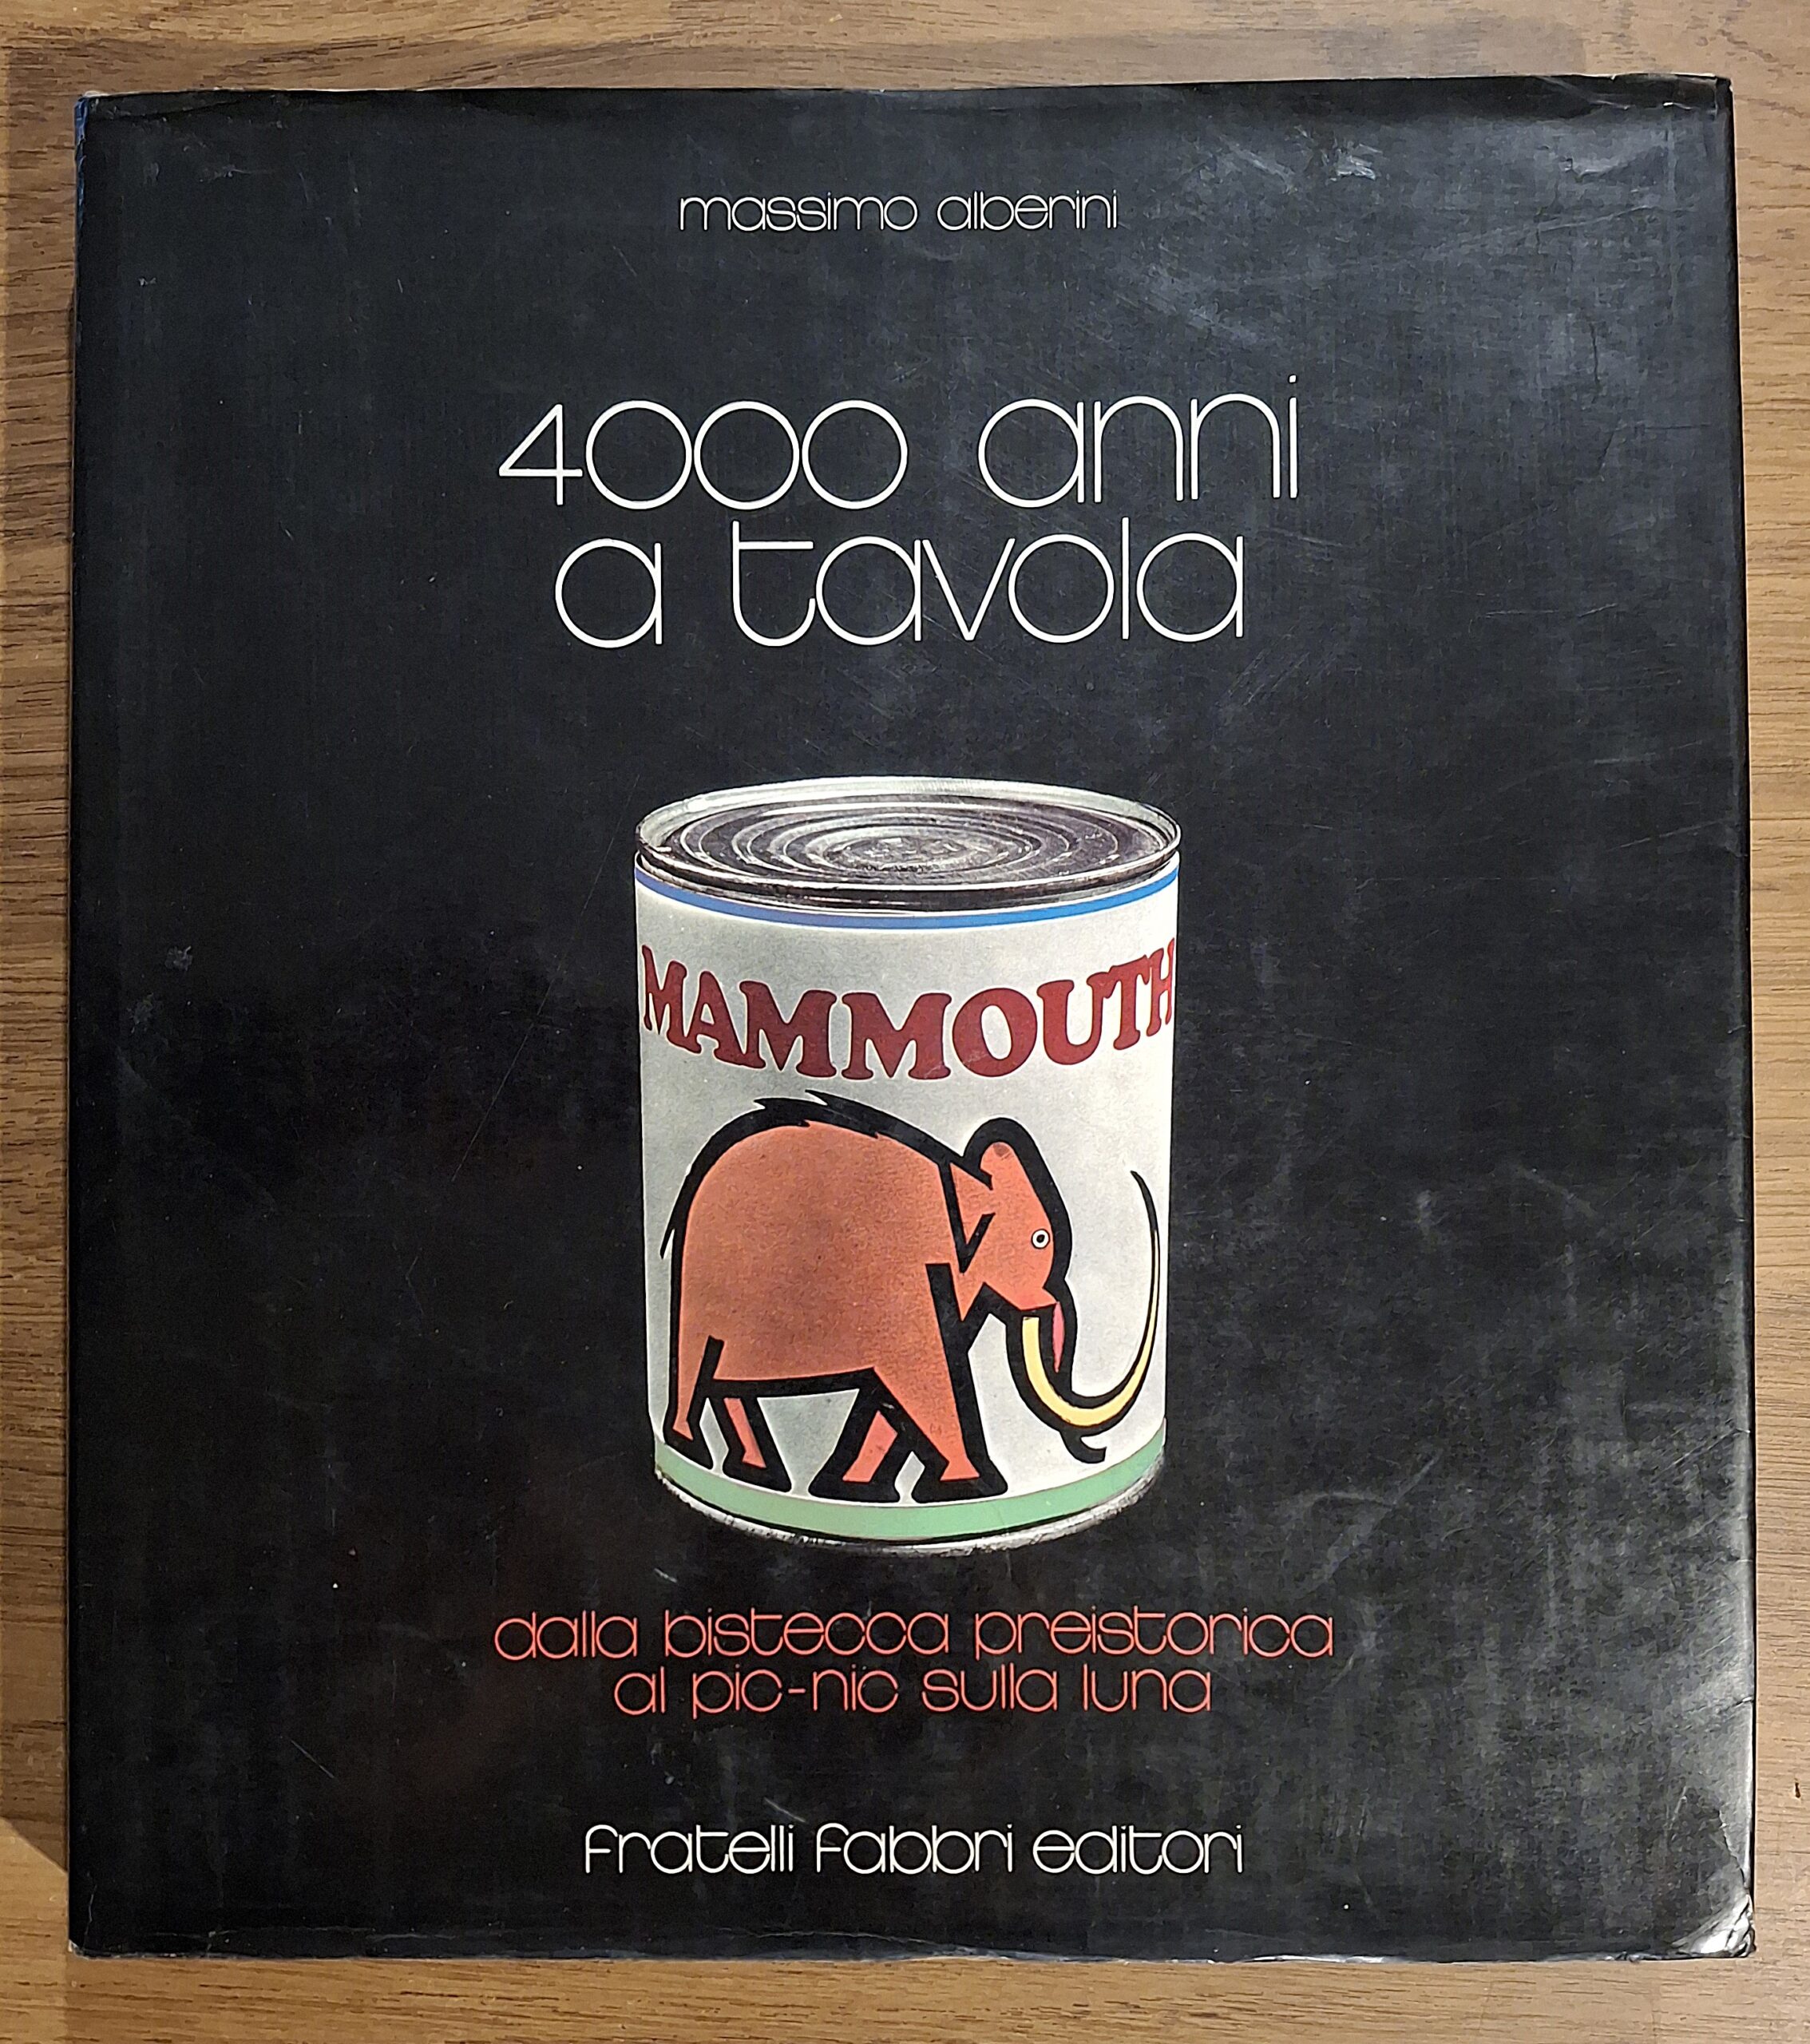 massimo alberini
4000 anni
a tavola
MAMMOUTH
dalla bistecca preistorica
al pic-nic sulla luna
fratelli fabbri editori